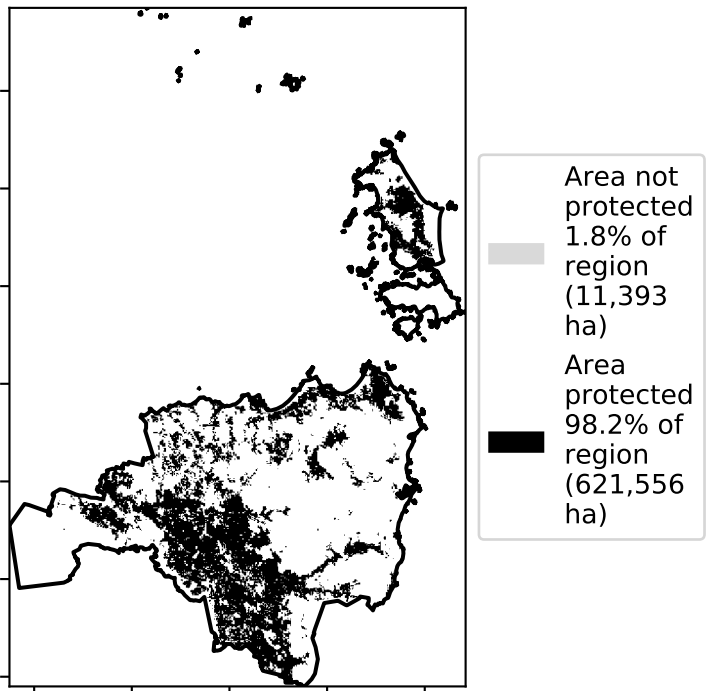 Area not
protected
1.8% of
region
(11,393
ha)
Area
protected
98.2% of
region
(621,556
ha)